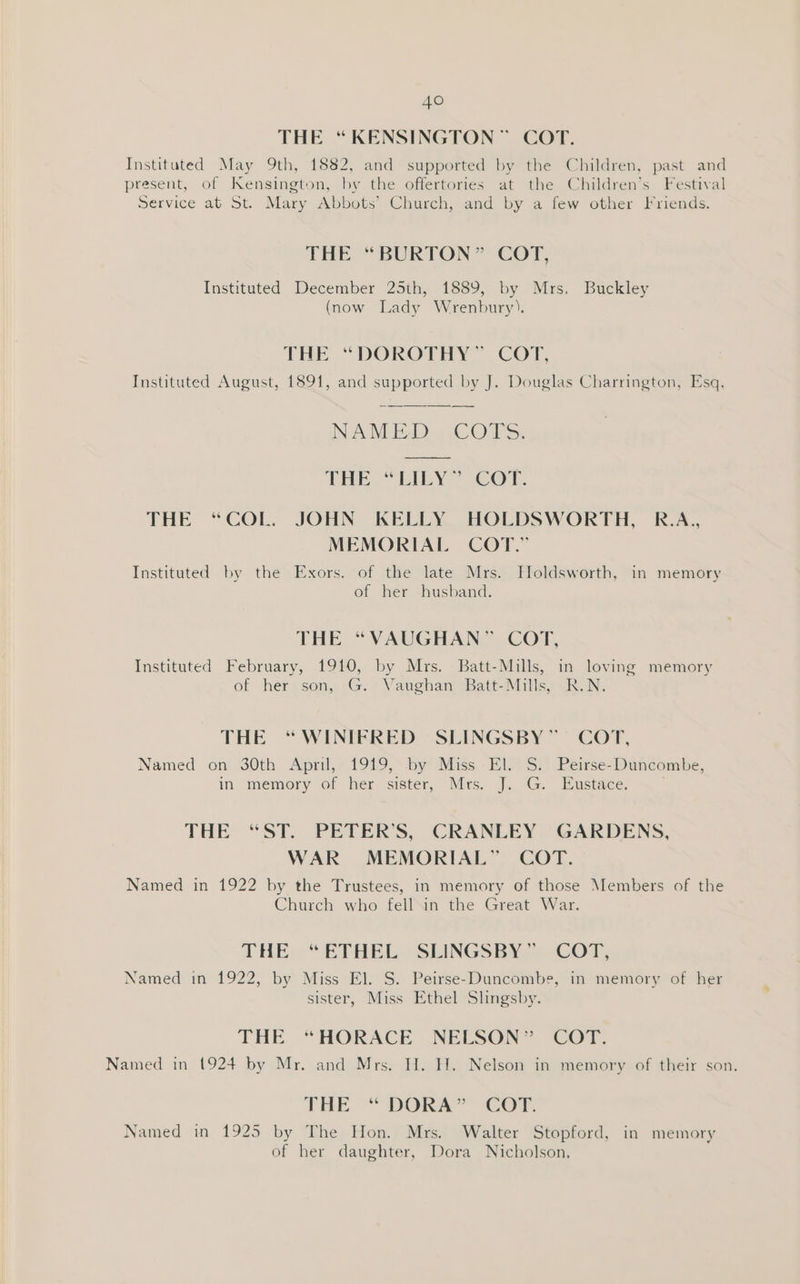 40
THE “KENSINGTON” COT.
Instituted May 9th, 1882, and supported by the Children, past and
present, of Kensington, by the offertories at the Children's Festival
Service at St. Mary Abbots' Church, and by a few other Friends.
THE “BURTON” COT,
Instituted December 25th, 1889, by Mrs. Buckley
(now Lady Wrenbury).
THE “DOROTHY” COT,
Instituted August, 1891, and supported by J. Douglas Charrington, Esq.
NAMED COTS.
THE “LILY” COT.
THE “COL. JOHN KELLY HOLDSWORTH, R.A.,
MEMORIAL COT.”
Instituted by the Exors. of the late Mrs. Holdsworth, in memory
of her husband.
THE “VAUGHAN” COT,
Instituted February, 1910, by Mrs. Batt-Mills, in loving memory
of her son, G. Vaughan Batt-Mills, R.N.
THE “WINIFRED SLINGSBY” COT,
Named on 30th April, 1919, by Miss El. S. Peirse-Duncombe,
in memory of her sister, Mrs. J. G. Eustace.
THE “ST. PETER'S, CRANLEY GARDENS,
WAR MEMORIAL” COT.
Named in 1922 by the Trustees, in memory of those Members of the
Church who fell in the Great War.
THE “ETHEL SLINGSBY” COT,
Named in 1922, by Miss El. S. Peirse-Duncombe, in memory of her
sister, Miss Ethel Slingsby.
THE “HORACE NELSON” COT.
Named in 1924 by Mr. and Mrs. H. H. Nelson in memory of their son.
THE “DORA” COT.
Named in 1925 by The Hon. Mrs. Walter Stopford, in memory
of her daughter, Dora Nicholson.